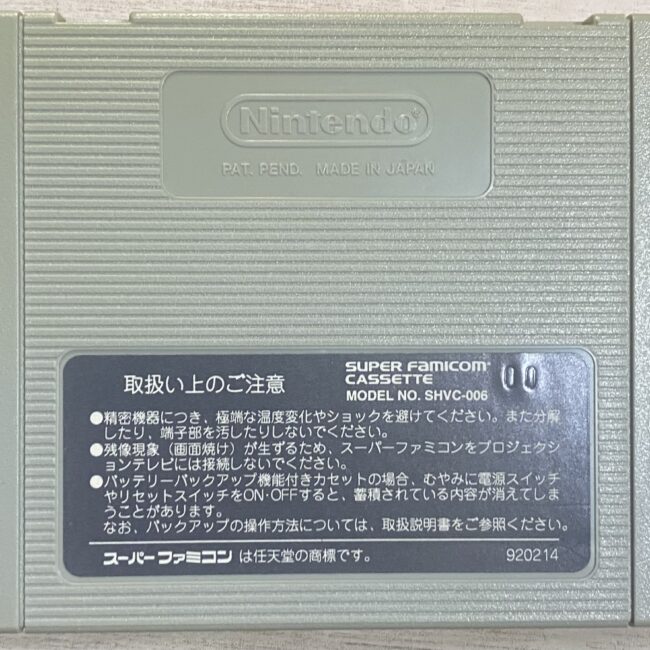 Nintendo®
PAT. PEND. MADE IN JAPAN
取扱い上のご注意
SUPER FAMICOM
CASSETTE
MODEL NO. SHVC-006
00
●精密機器につき、極端な温度変化やショックを避けてください。また分解
したり、端子部を汚したりしないでください。
●残像現象（画面焼け）が生ずるため、スーパーファミコンをプロジェクシ
ョンテレビには接続しないでください。
●バッテリーバックアップ機能付きカセットの場合、むやみに電源スイッチ
やリセットスイッチをON・OFFすると、蓄積されている内容が消えてしま
うことがあります。
なお、バックアップの操作方法については、取扱説明書をご参照ください。
スーパーファミコン は任天堂の商標です。
920214